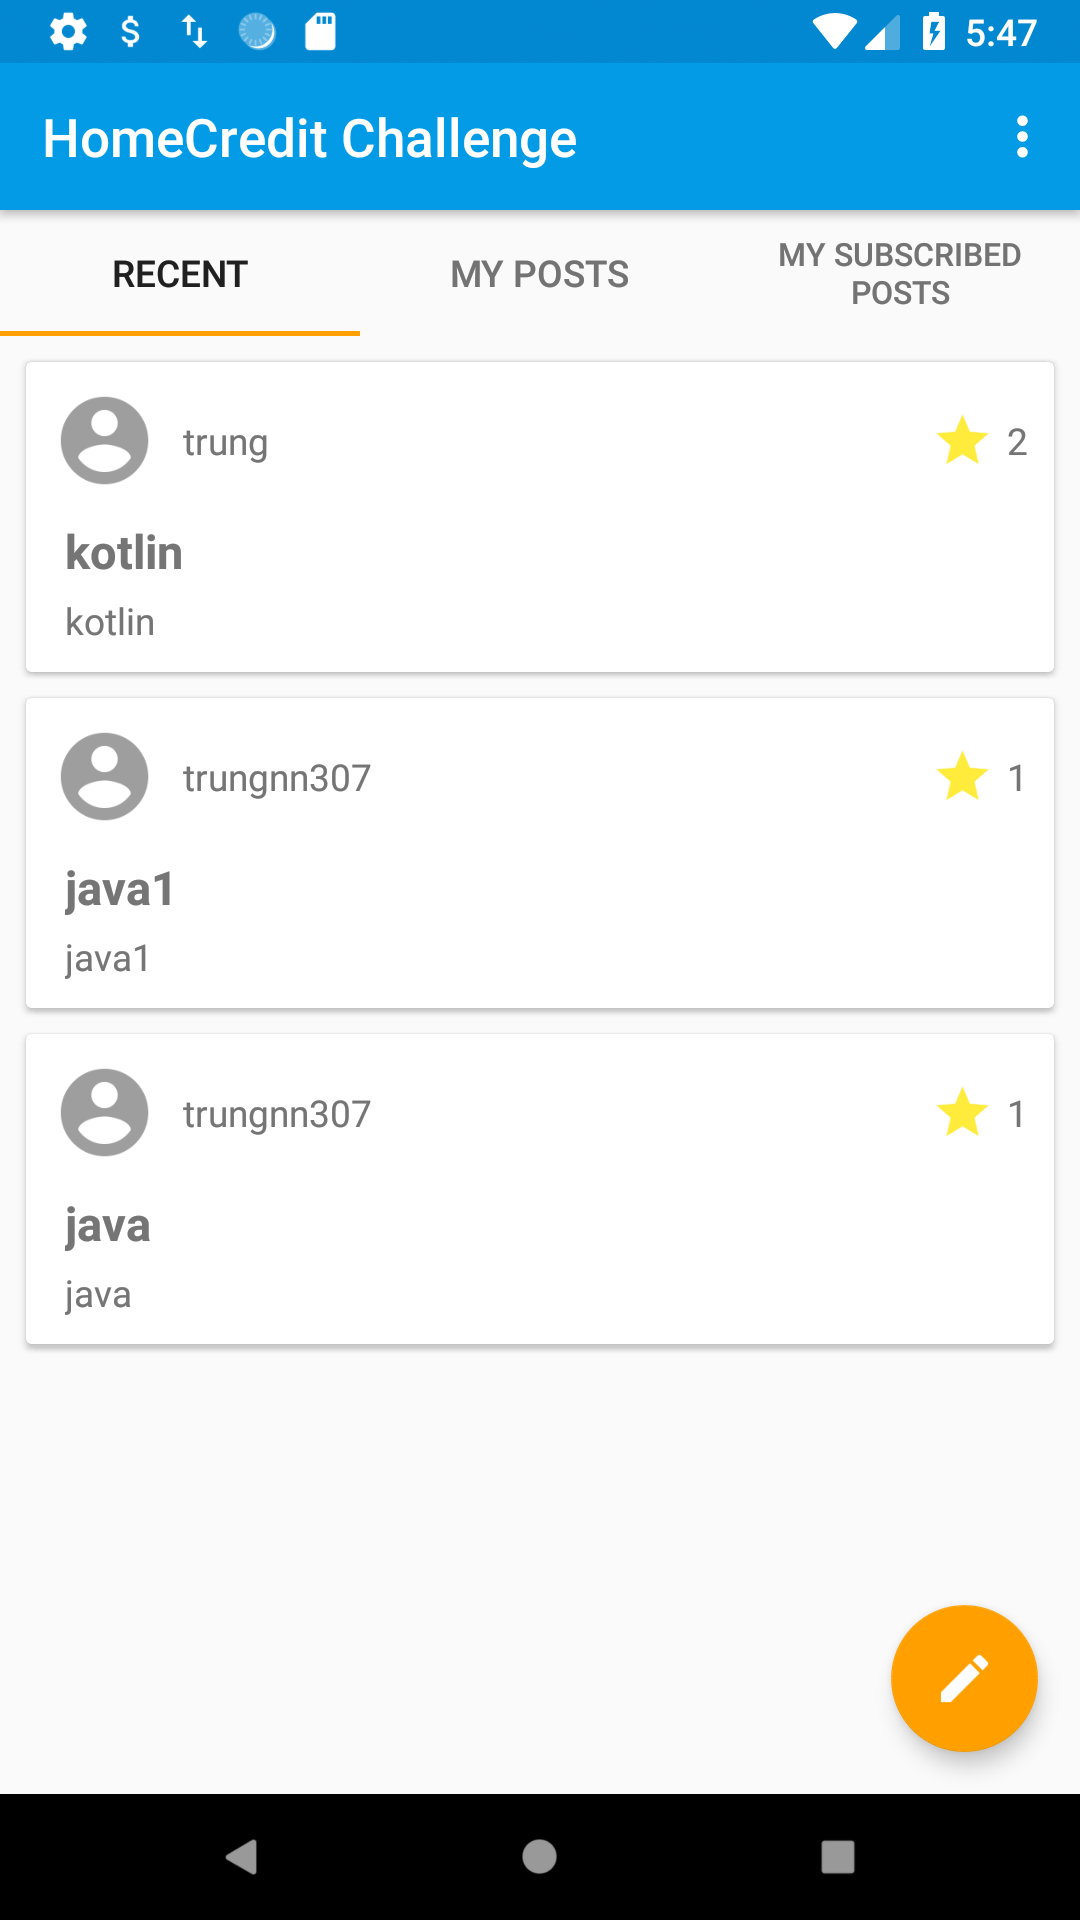 5:47
HomeCredit Challenge
RECENT
MY POSTS
MY SUBSCRIBED
POSTS
trung
2
kotlin
kotlin
trungnn307
1
java1
java1
trungnn307
1
java
java